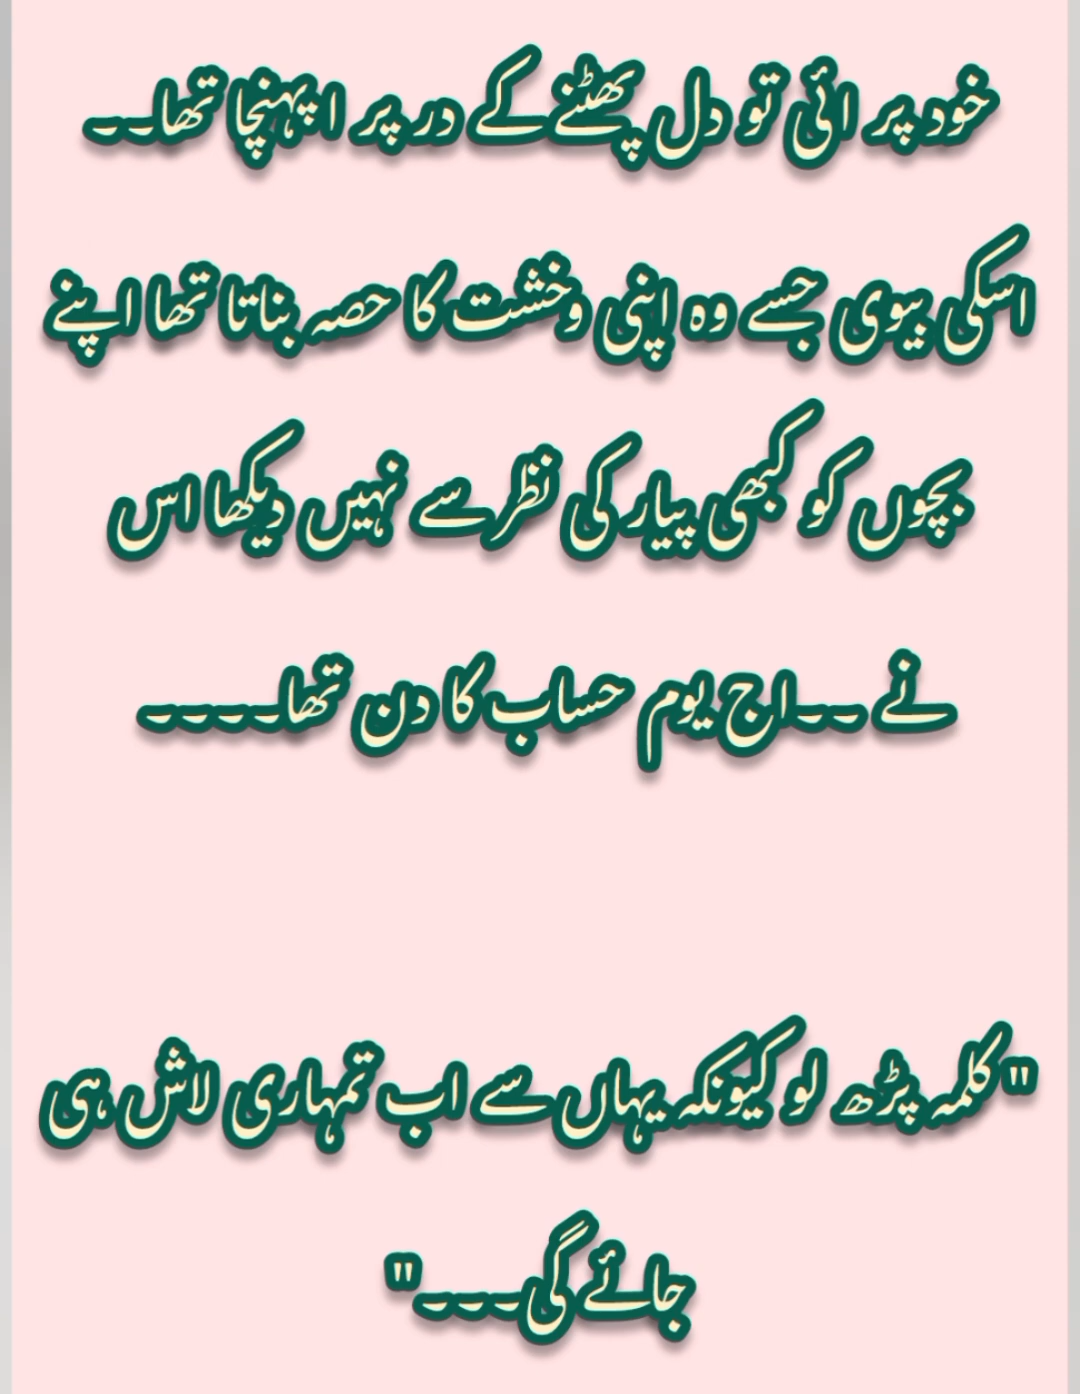 خود پر ائی تو دل پھٹنے کے در پر ا پہنچا تھا۔۔
اسکی بیوی جسے وہ اپنی وخشت کا حصہ بناتا تھا اپنے
بچوں کو کبھی پیار کی نظر سے نہیں دیکھا اس
نے ۔۔اج یوم حساب کا دن تھا۔۔۔۔
"کلمہ پڑھ لو کیونکہ یہاں سے اب تمہاری لاش ہی
جائے گی۔۔۔"